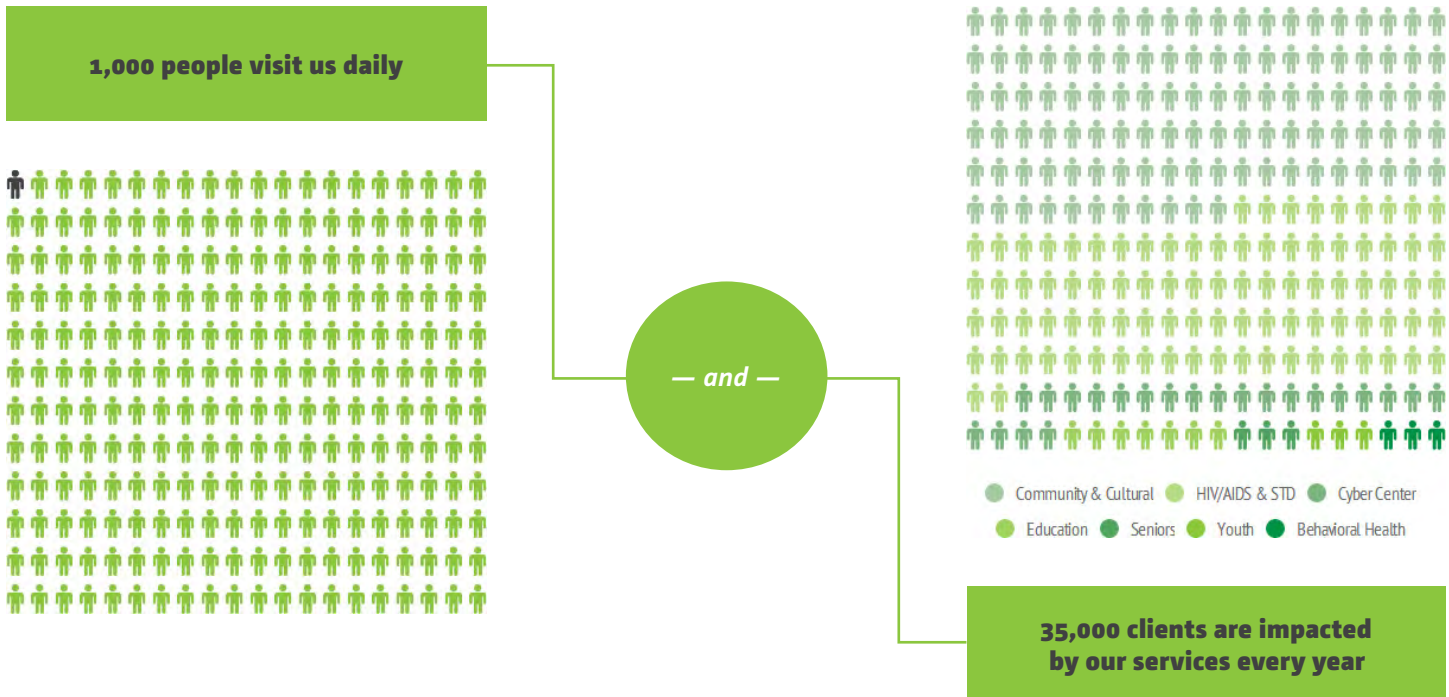 1,000 people visit us daily
— and —
Community & Cultural HIV/AIDS & STD Cyber Center
Education Seniors Youth Behavioral Health
35,000 clients are impacted
by our services every year